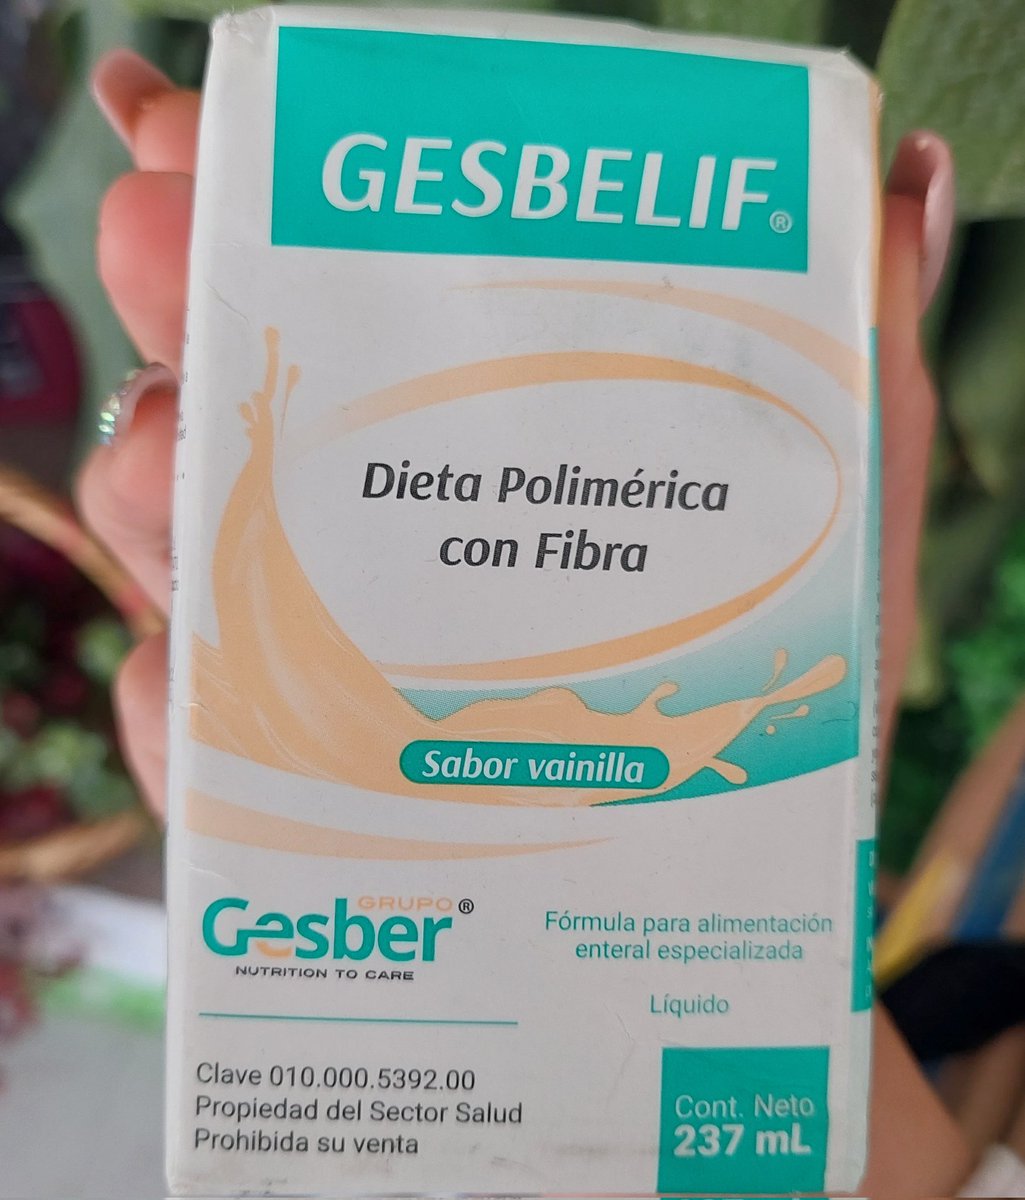 GESBELIF®
Dieta Polimérica
con Fibra
Sabor vainilla
GRUPO
Gesber®
NUTRITION TO CARE
Fórmula para alimentación
enteral especializada
Líquido
Clave 010.000.5392.00
Propiedad del Sector Salud
Prohibida su venta
Cont. Neto
237 mL